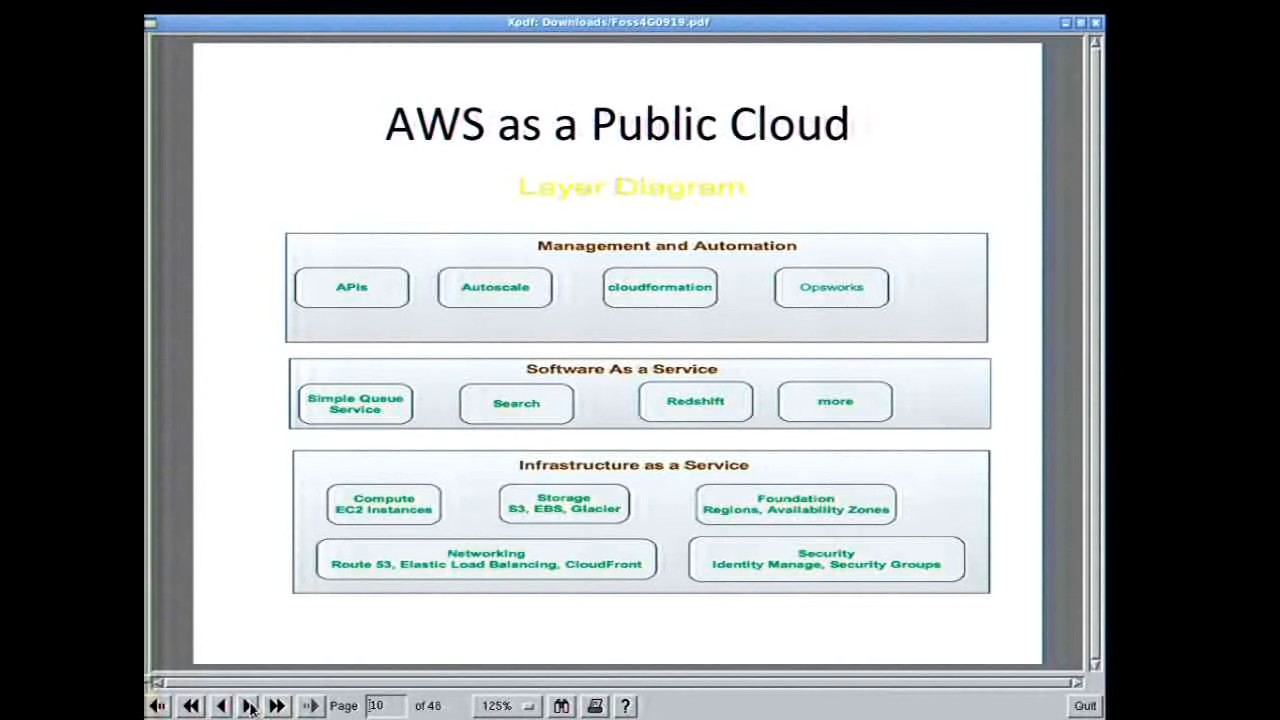 Xpdf: Downloads/Foss4G0919.pdf
AWS as a Public Cloud
Layer Diagram
Management and Automation
APIs
Autoscale
cloudformation
Opsworks
Software As a Service
Simple Queue
Service
Search
Redshift
more
Infrastructure as a Service
Compute
EC2 Instances
Storage
S3, EBS, Glacier
Foundation
Regions, Availability Zones
Networking
Route 53, Elastic Load Balancing, CloudFront
Security
Identity Manage, Security Groups
Page 10 of 46 125% ? Quit